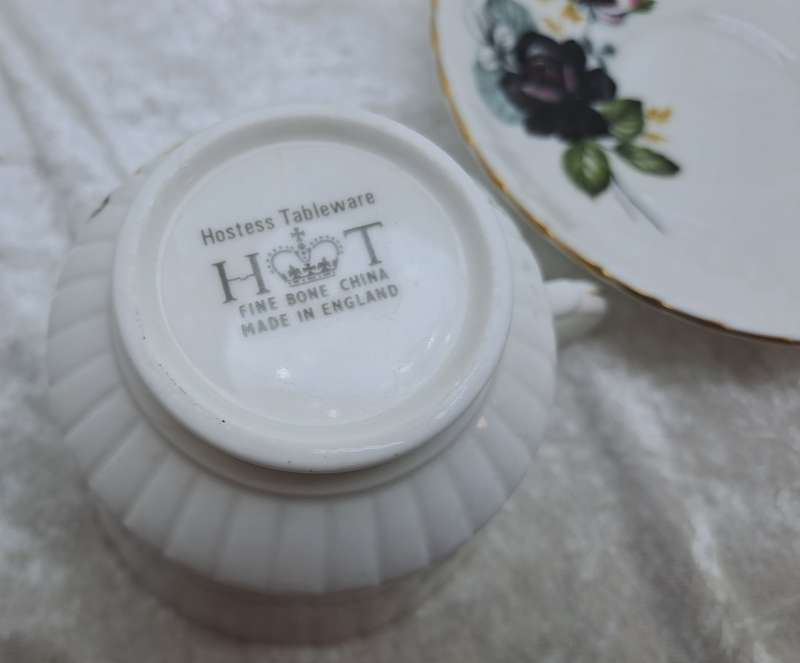 Hostess Tableware
H T
FINE BONE CHINA
MADE IN ENGLAND